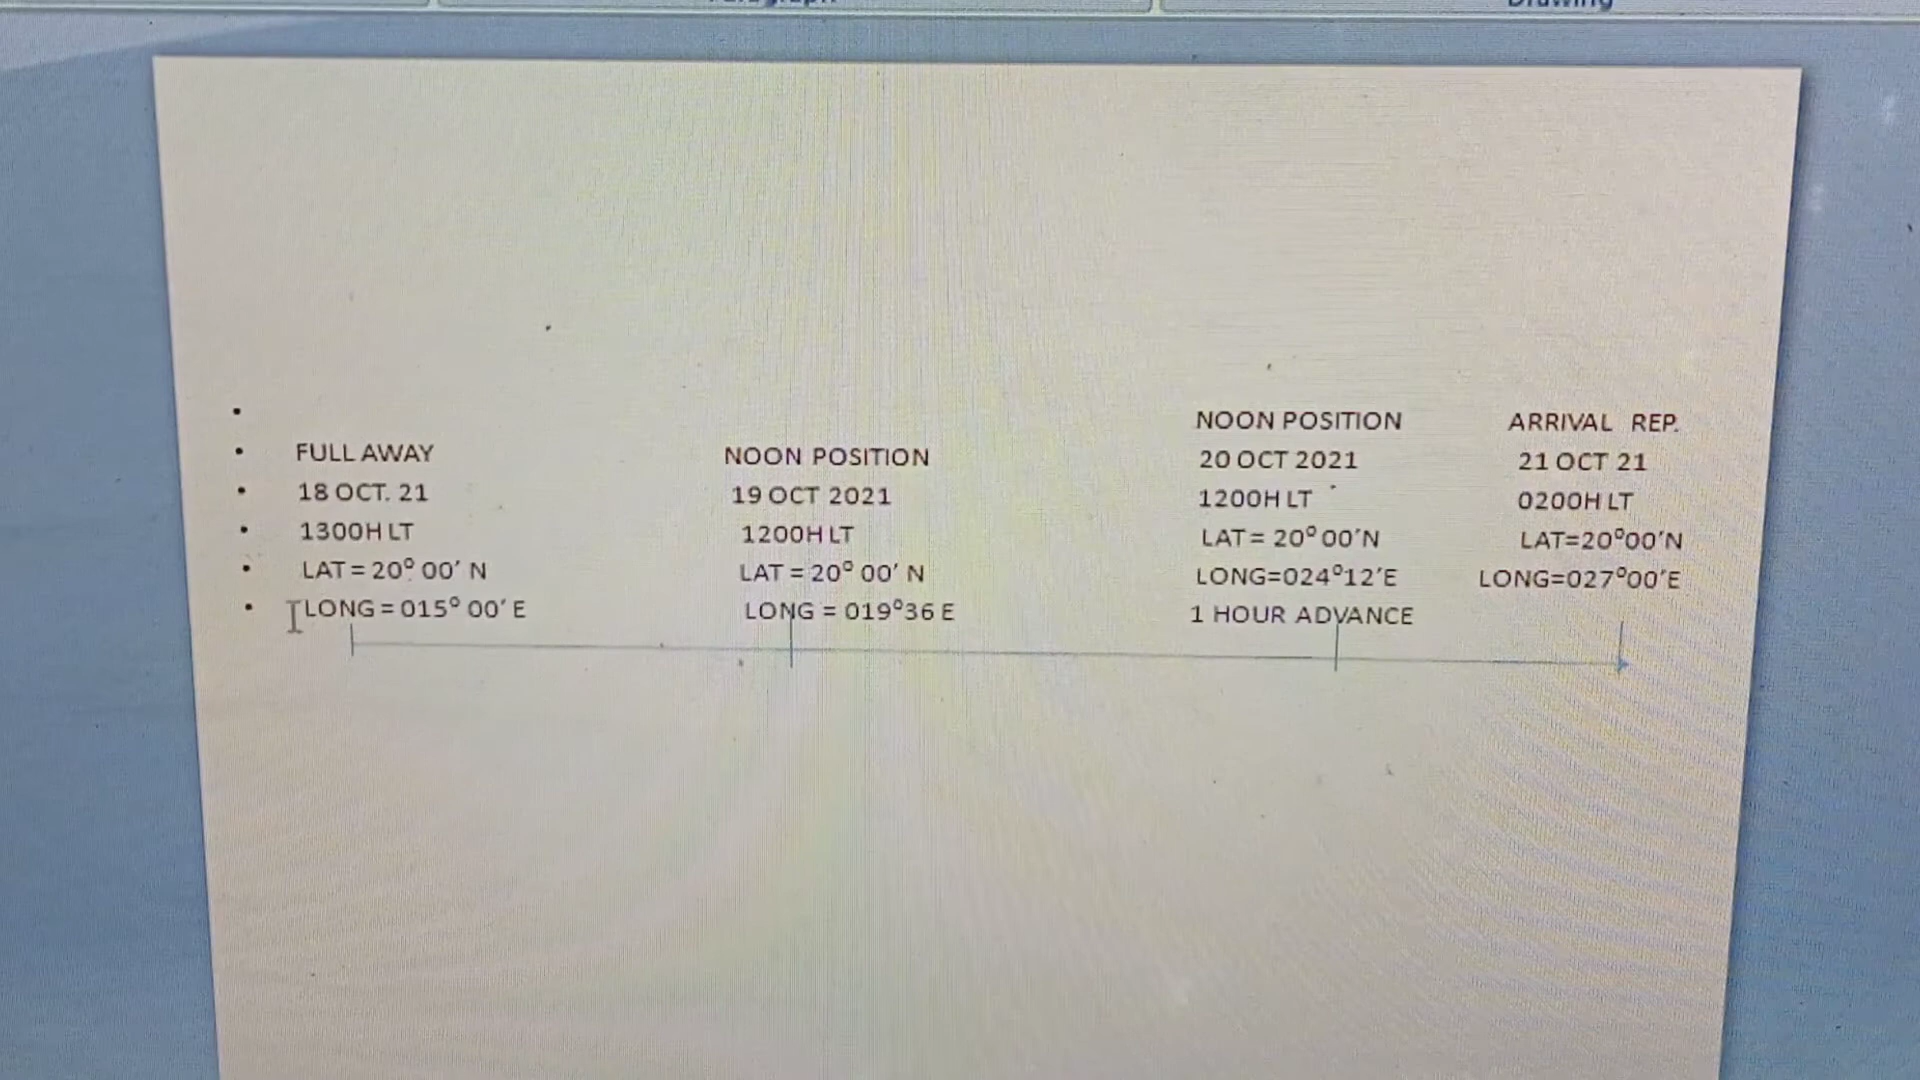 Drawing
FULL AWAY
18 OCT. 21
1300H LT
LAT = 20° 00' N
LONG = 015° 00' E
NOON POSITION
19 OCT 2021
1200H LT
LAT = 20° 00' N
LONG = 019°36 E
NOON POSITION
20 OCT 2021
1200H LT
LAT = 20° 00'N
LONG=024°12'E
1 HOUR ADVANCE
ARRIVAL REP.
21 OCT 21
0200H LT
LAT=20°00'N
LONG=027°00'E